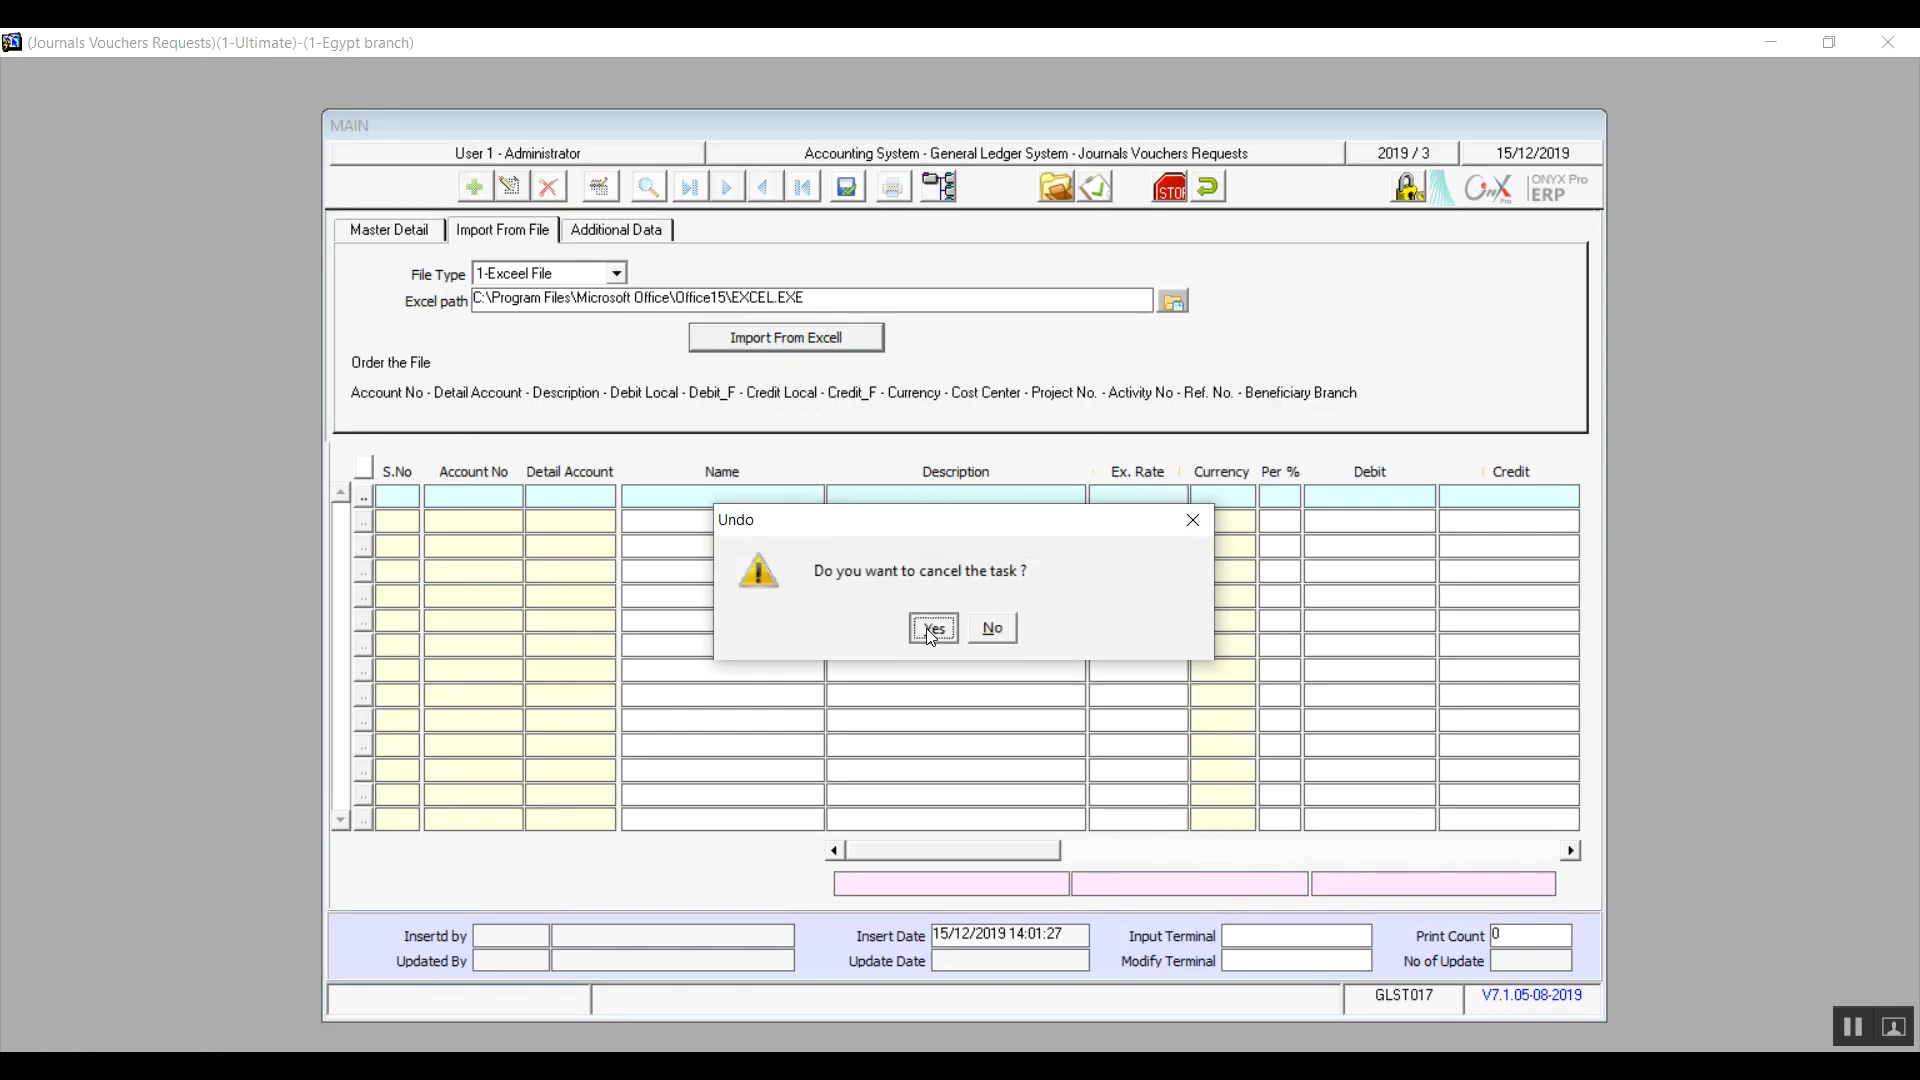 (Journals Vouchers Requests)(1-Ultimate)-(1-Egypt branch)
MAIN
User 1 - Administrator
Accounting System - General Ledger System - Journals Vouchers Requests
2019 / 3
15/12/2019
STOP
Onyx Pro
ONYX Pro
ERP
Master Detail
Import From File
Additional Data
File Type 1-Exceel File
Excel path C:\Program Files\Microsoft Office\Office15\EXCEL.EXE
Import From Excell
Order the File
Account No - Detail Account - Description - Debit Local - Debit_F - Credit Local - Credit_F - Currency - Cost Center - Project No. - Activity No - Ref. No. - Beneficiary Branch
S.No Account No Detail Account Name Description Ex. Rate Currency Per % Debit Credit
Undo
Do you want to cancel the task ?
Yes No
Insertd by Insert Date 15/12/2019 14:01:27 Input Terminal Print Count 0
Updated By Update Date Modify Terminal No of Update
GLST017 V7.1.05-08-2019